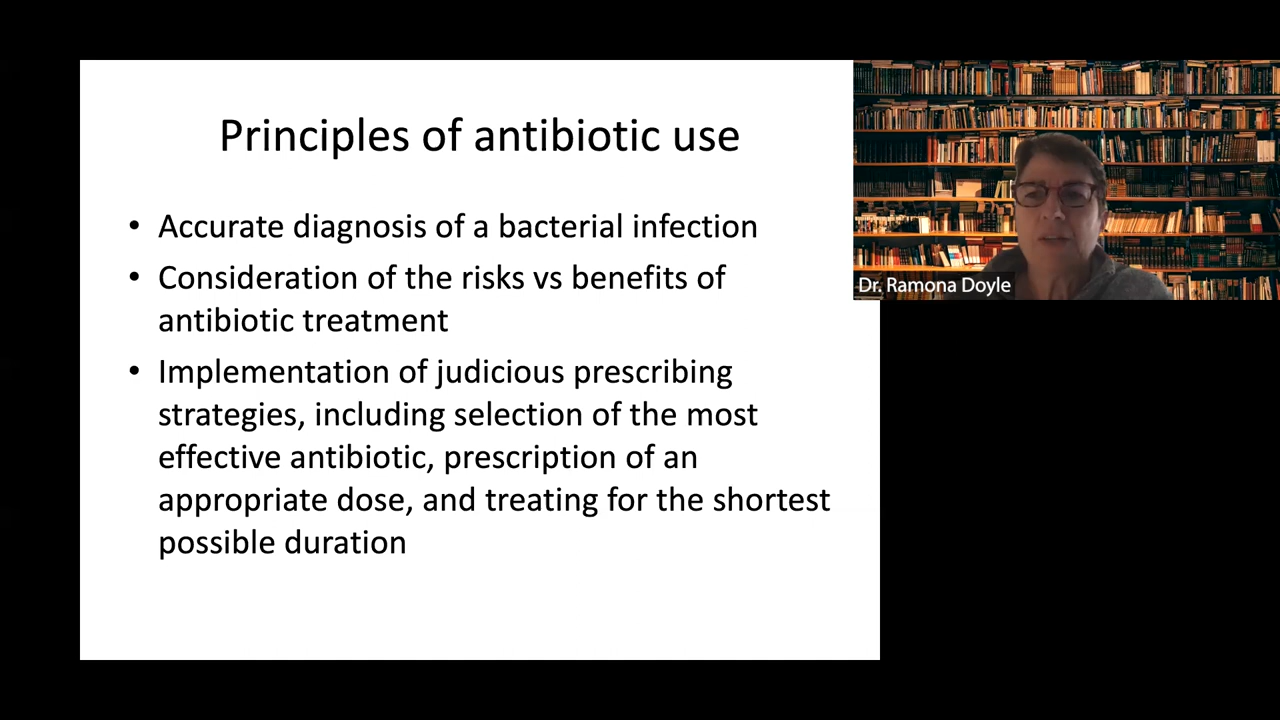 Principles of antibiotic use
• Accurate diagnosis of a bacterial infection
• Consideration of the risks vs benefits of
antibiotic treatment
• Implementation of judicious prescribing
strategies, including selection of the most
effective antibiotic, prescription of an
appropriate dose, and treating for the shortest
possible duration
Dr. Ramona Doyle